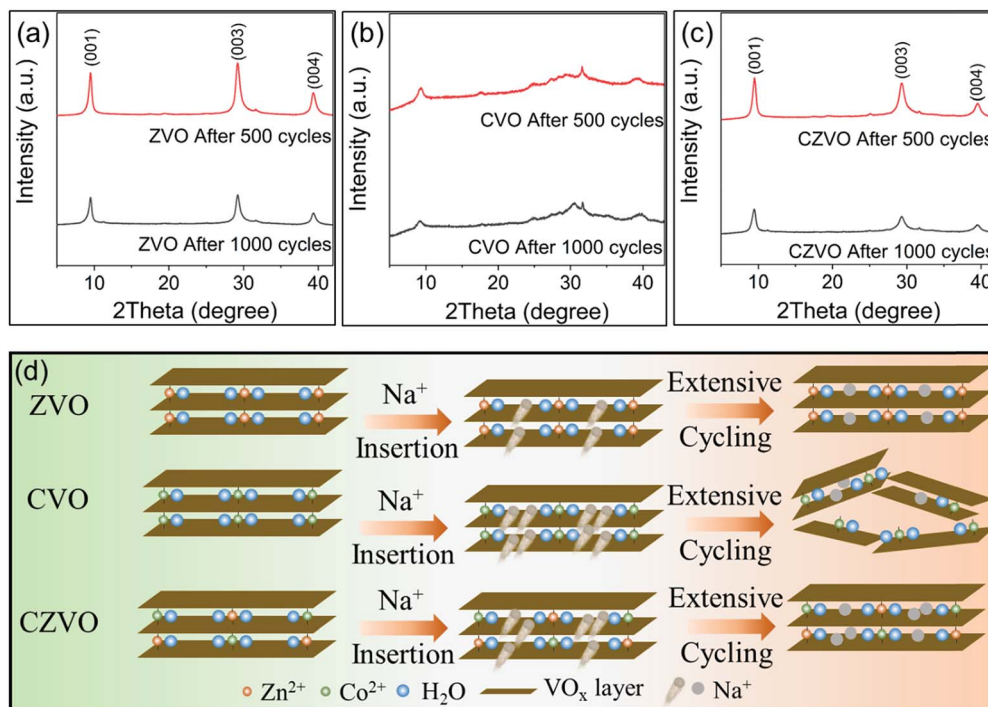 (a)
Intensity (a.u.)
(001)
(003)
(004)
ZVO After 500 cycles
ZVO After 1000 cycles
10 20 30 40
2Theta (degree)
(b)
Intensity (a.u.)
CVO After 500 cycles
CVO After 1000 cycles
10 20 30 40
2Theta (degree)
(c)
Intensity (a.u.)
(001)
(003)
(004)
CZVO After 500 cycles
CZVO After 1000 cycles
10 20 30 40
2Theta (degree)
(d)
ZVO
Na⁺
Insertion
Extensive
Cycling
CVO
Na⁺
Insertion
Extensive
Cycling
CZVO
Na⁺
Insertion
Extensive
Cycling
Zn²⁺ Co²⁺ H₂O VOₓ layer Na⁺